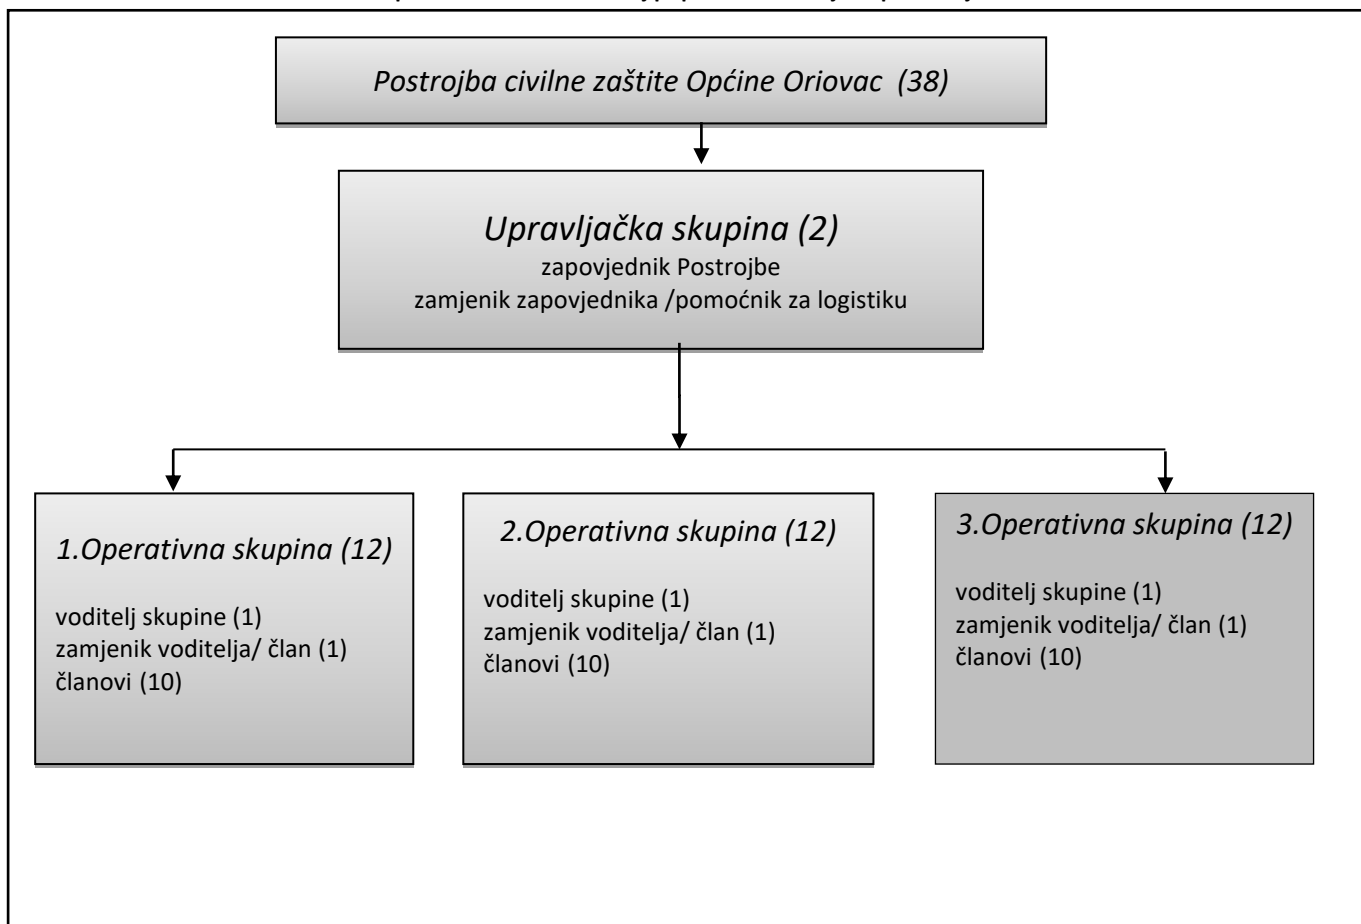 Postrojba civilne zaštite Općine Oriovac (38)
Upravljačka skupina (2)
zapovjednik Postrojbe
zamjenik zapovjednika /pomoćnik za logistiku
1.Operativna skupina (12)
voditelj skupine (1)
zamjenik voditelja/ član (1)
članovi (10)
2.Operativna skupina (12)
voditelj skupine (1)
zamjenik voditelja/ član (1)
članovi (10)
3.Operativna skupina (12)
voditelj skupine (1)
zamjenik voditelja/ član (1)
članovi (10)